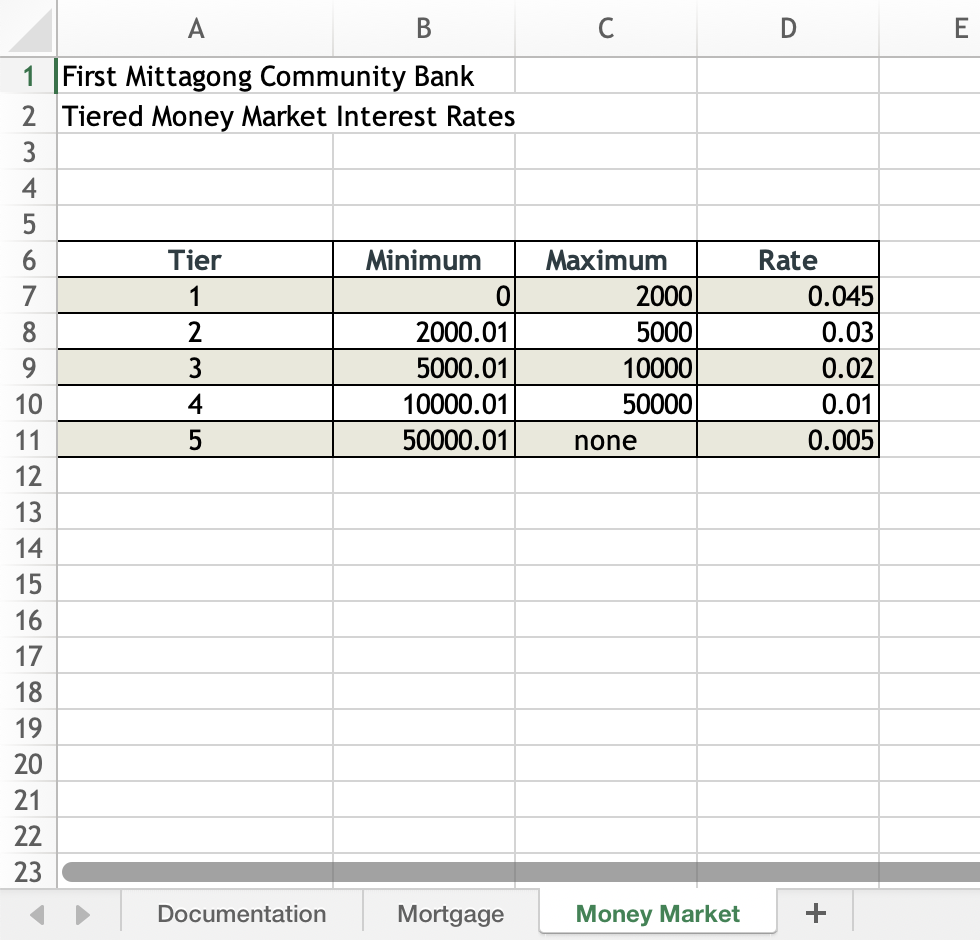 A B C D E
1 First Mittagong Community Bank
2 Tiered Money Market Interest Rates
3
4
5
6 Tier Minimum Maximum Rate
7 1 0 2000 0.045
8 2 2000.01 5000 0.03
9 3 5000.01 10000 0.02
10 4 10000.01 50000 0.01
11 5 50000.01 none 0.005
12
13
14
15
16
17
18
19
20
21
22
23
Documentation Mortgage Money Market +